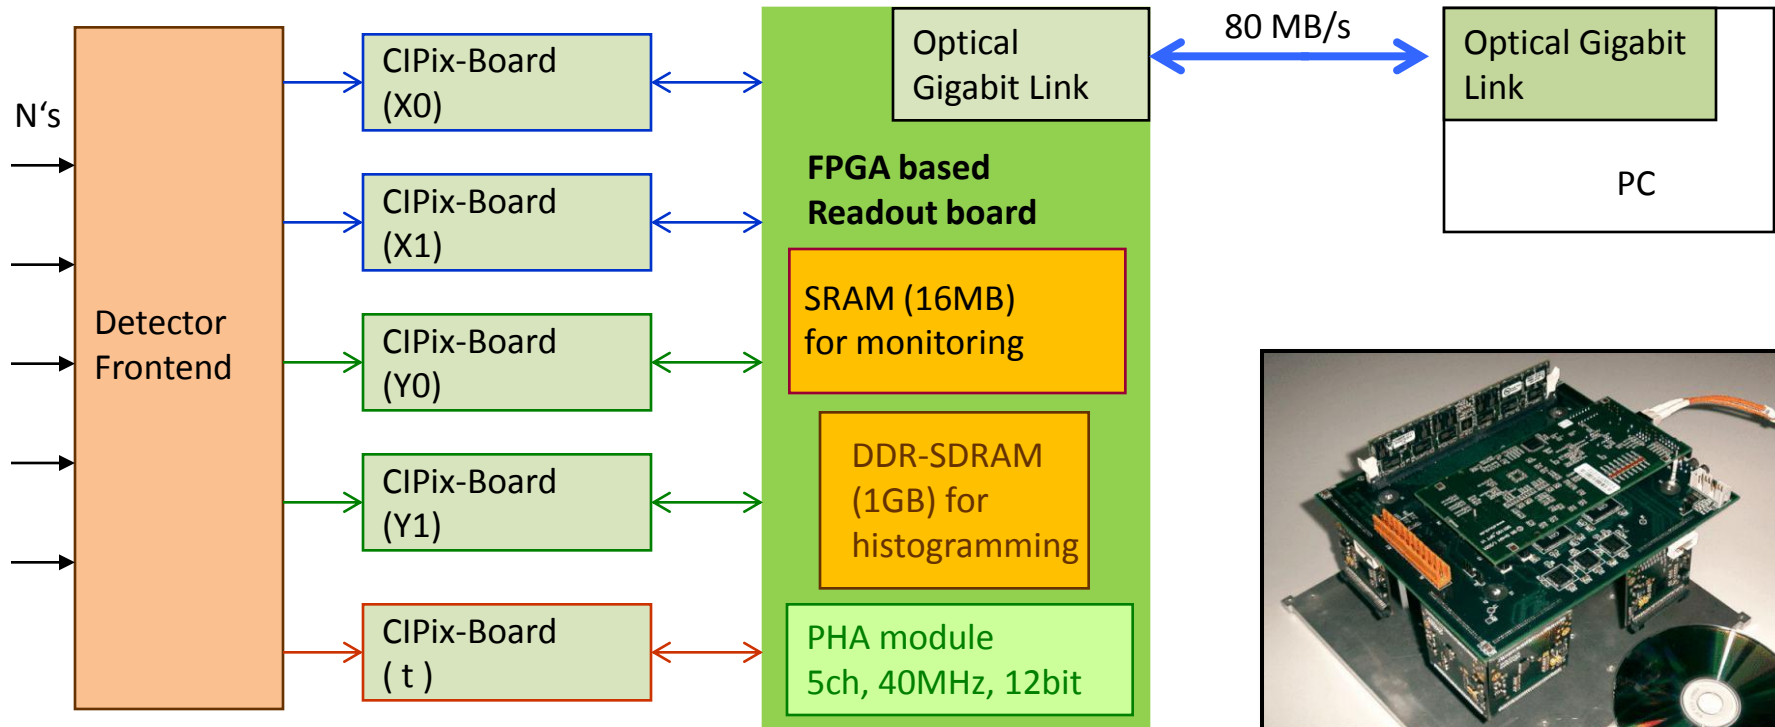 N‘s
Detector
Frontend
CIPix-Board
(X0)
CIPix-Board
(X1)
CIPix-Board
(Y0)
CIPix-Board
(Y1)
CIPix-Board
( t )
Optical
Gigabit Link
FPGA based
Readout board
SRAM (16MB)
for monitoring
DDR-SDRAM
(1GB) for
histogramming
PHA module
5ch, 40MHz, 12bit
80 MB/s
Optical Gigabit
Link
PC